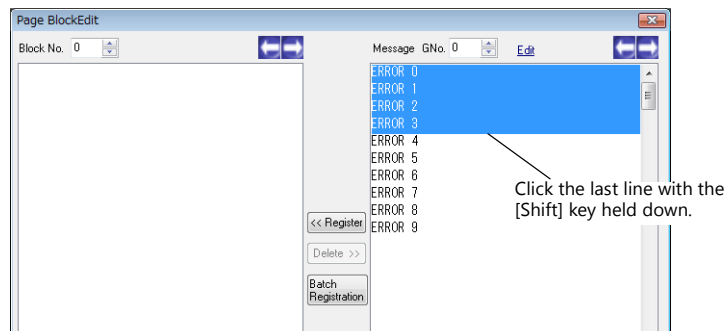 Page BlockEdit
Block No. 0
Message GNo. 0 Edit
ERROR 0
ERROR 1
ERROR 2
ERROR 3
ERROR 4
ERROR 5
ERROR 6
ERROR 7
ERROR 8
ERROR 9
<< Register
Delete >>
Batch
Registration
Click the last line with the
[Shift] key held down.